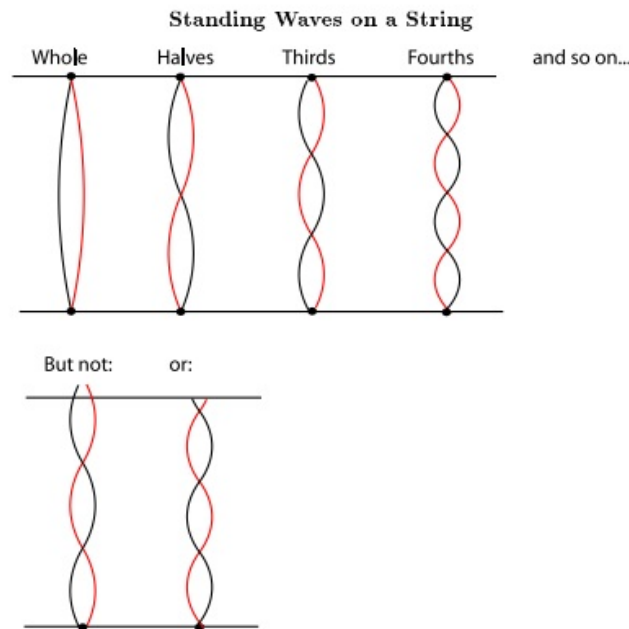 Standing Waves on a String
Whole Halves Thirds Fourths and so on...
But not: or: